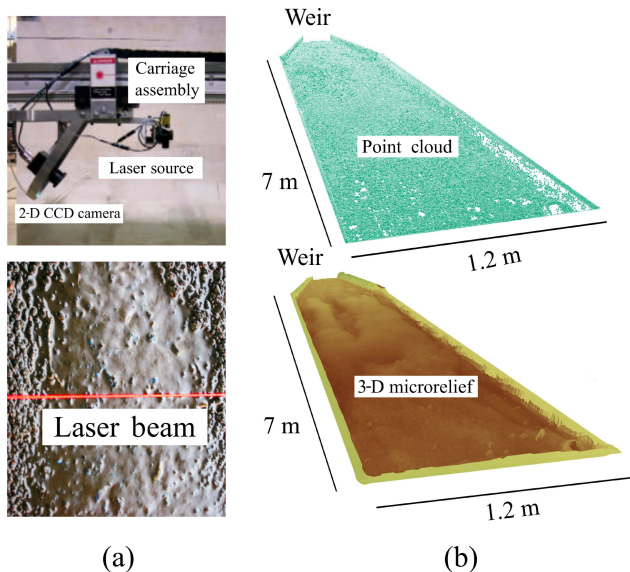 Weir
Carriage
assembly
Laser source
2-D CCD camera
Point cloud
7 m
1.2 m
Laser beam
Weir
3-D microrelief
7 m
1.2 m
(a)
(b)